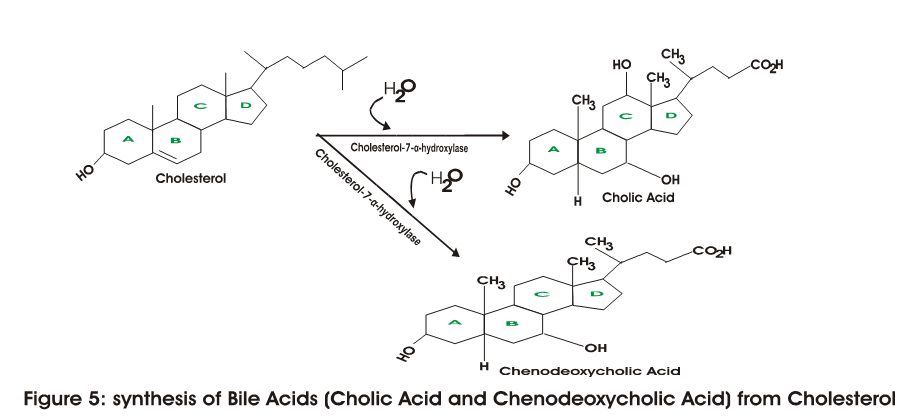 HO
A
B
C
D
Cholesterol
H2O
Cholesterol-7-α-hydroxylase
H2O
Cholesterol-7-α-hydroxylase
HO
CH3
CH3
CH3
CO2H
A
B
C
D
HO
H
OH
Cholic Acid
CH3
CH3
CH3
CO2H
A
B
C
D
HO
H
OH
Chenodeoxycholic Acid
Figure 5: synthesis of Bile Acids (Cholic Acid and Chenodeoxycholic Acid) from Cholesterol